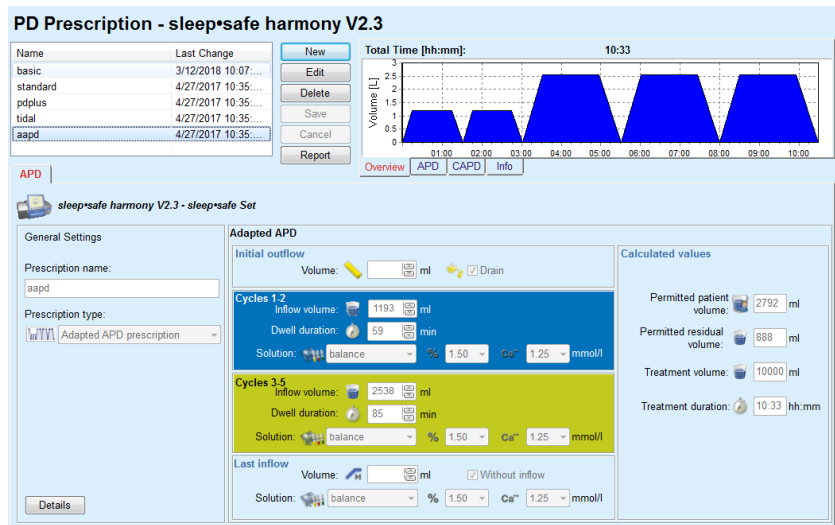 PD Prescription - sleep•safe harmony V2.3
Name Last Change
basic 3/12/2018 10:07:...
standard 4/27/2017 10:35:...
pdplus 4/27/2017 10:35:...
tidal 4/27/2017 10:35:...
aapd 4/27/2017 10:35:...
New
Edit
Delete
Save
Cancel
Report
Total Time [hh:mm]: 10:33
Volume [L]
3
2.5
2
1.5
1
0.5
0
01:00 02:00 03:00 04:00 05:00 06:00 07:00 08:00 09:00 10:00
Overview APD CAPD Info
APD
sleep•safe harmony V2.3 - sleep•safe Set
General Settings
Prescription name:
aapd
Prescription type:
Adapted APD prescription
Details
Adapted APD
Initial outflow
Volume: ml Drain
Cycles 1-2
Inflow volume: 1193 ml
Dwell duration: 59 min
Solution: balance % 1.50 Ca++ 1.25 mmol/l
Cycles 3-5
Inflow volume: 2538 ml
Dwell duration: 85 min
Solution: balance % 1.50 Ca++ 1.25 mmol/l
Last inflow
Volume: ml Without inflow
Solution: balance % 1.50 Ca++ 1.25 mmol/l
Calculated values
Permitted patient
volume: 2792 ml
Permitted residual
volume: 888 ml
Treatment volume: 10000 ml
Treatment duration: 10:33 hh:mm